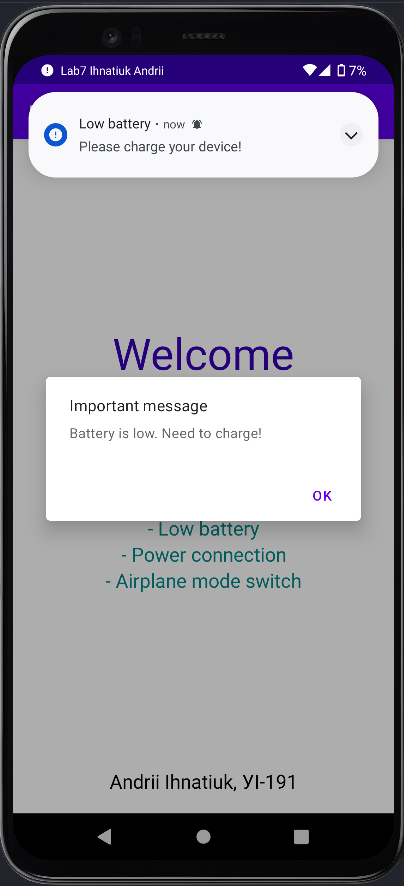 Lab7 Ihnatiuk Andrii 7%
Low battery • now
Please charge your device!
Welcome
Important message
Battery is low. Need to charge!
OK
- Low battery
- Power connection
- Airplane mode switch
Andrii Ihnatiuk, УІ-191